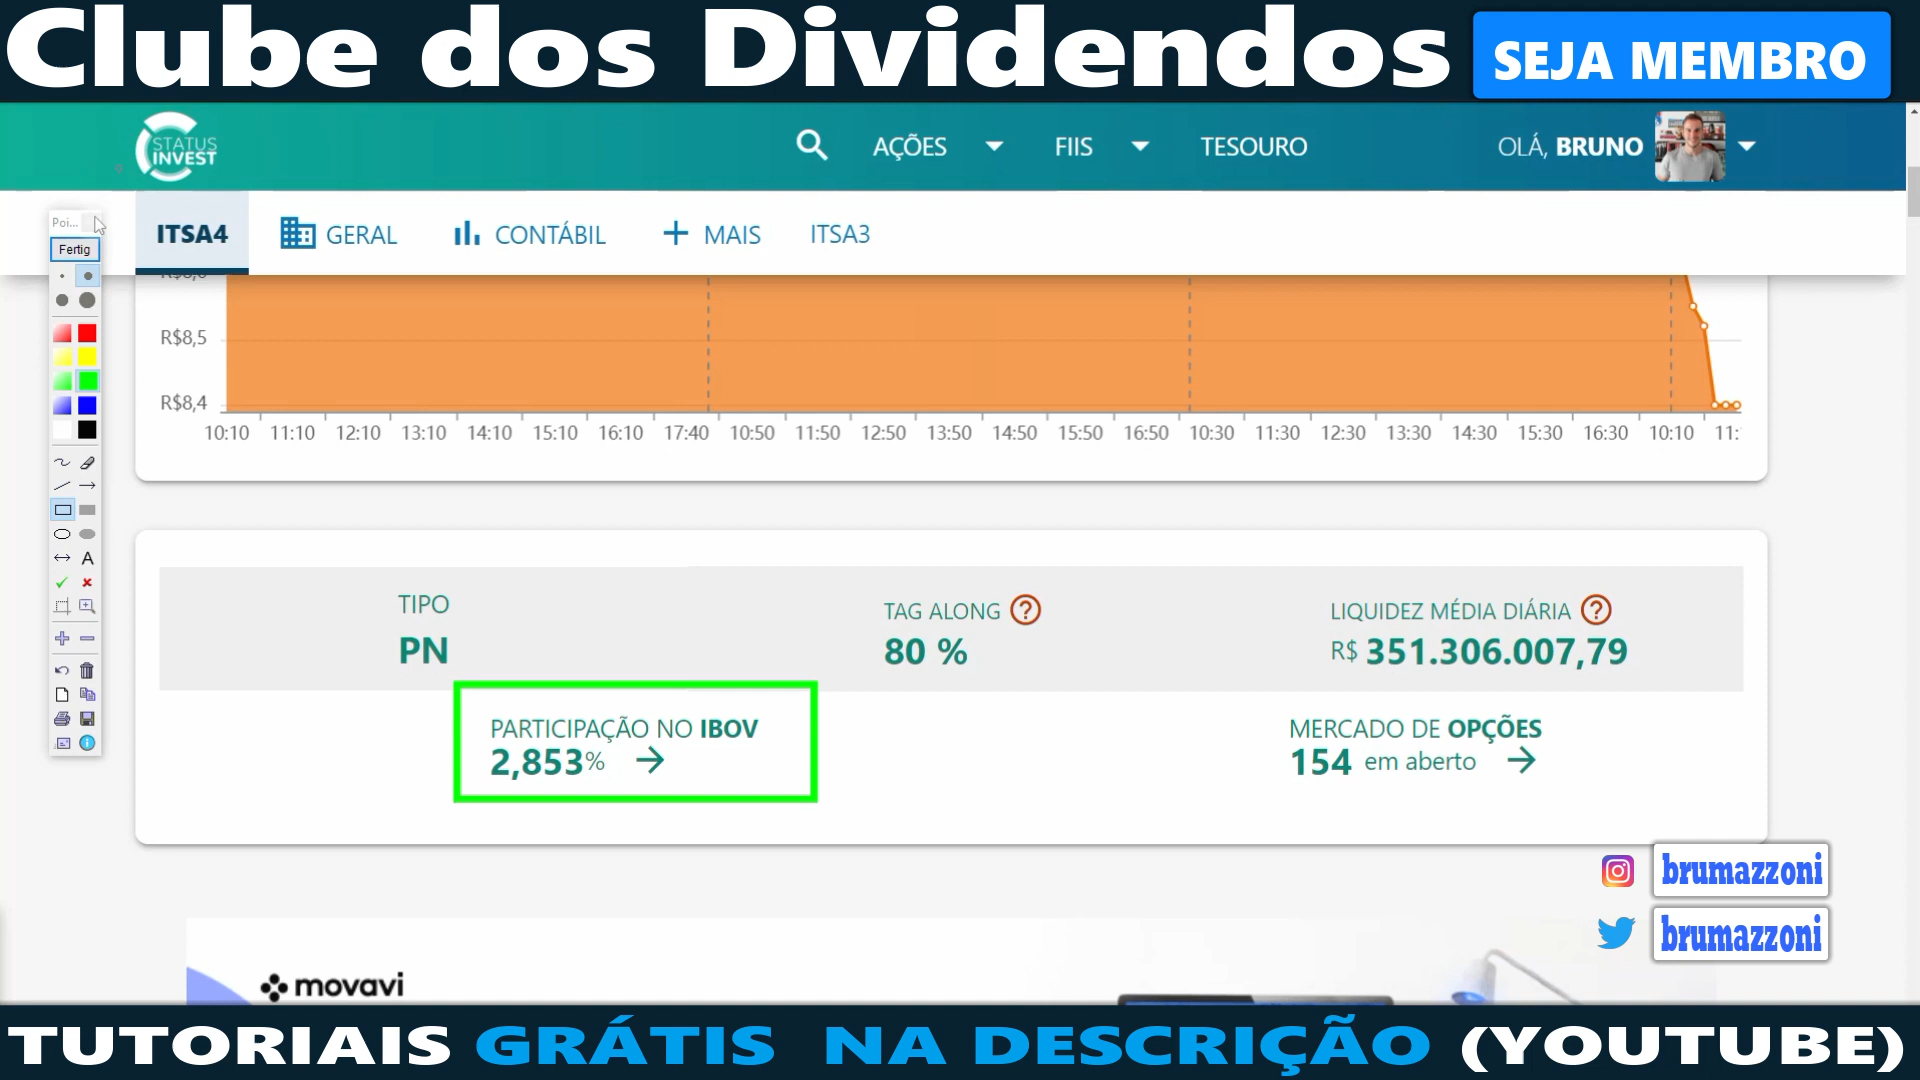 Clube dos Dividendos
SEJA MEMBRO
STATUS
INVEST
AÇÕES
FIIS
TESOURO
OLÁ, BRUNO
ITSA4
GERAL
CONTÁBIL
MAIS
ITSA3
Poi...
Fertig
A
R$8,5
R$8,4
10:10 11:10 12:10 13:10 14:10 15:10 16:10 17:40 10:50 11:50 12:50 13:50 14:50 15:50 16:50 10:30 11:30 12:30 13:30 14:30 15:30 16:30 10:10 11:
TIPO
PN
TAG ALONG ?
80 %
LIQUIDEZ MÉDIA DIÁRIA ?
R$ 351.306.007,79
PARTICIPAÇÃO NO IBOV
2,853% →
MERCADO DE OPÇÕES
154 em aberto →
brumazzoni
brumazzoni
movavi
TUTORIAIS GRÁTIS NA DESCRIÇÃO (YOUTUBE)